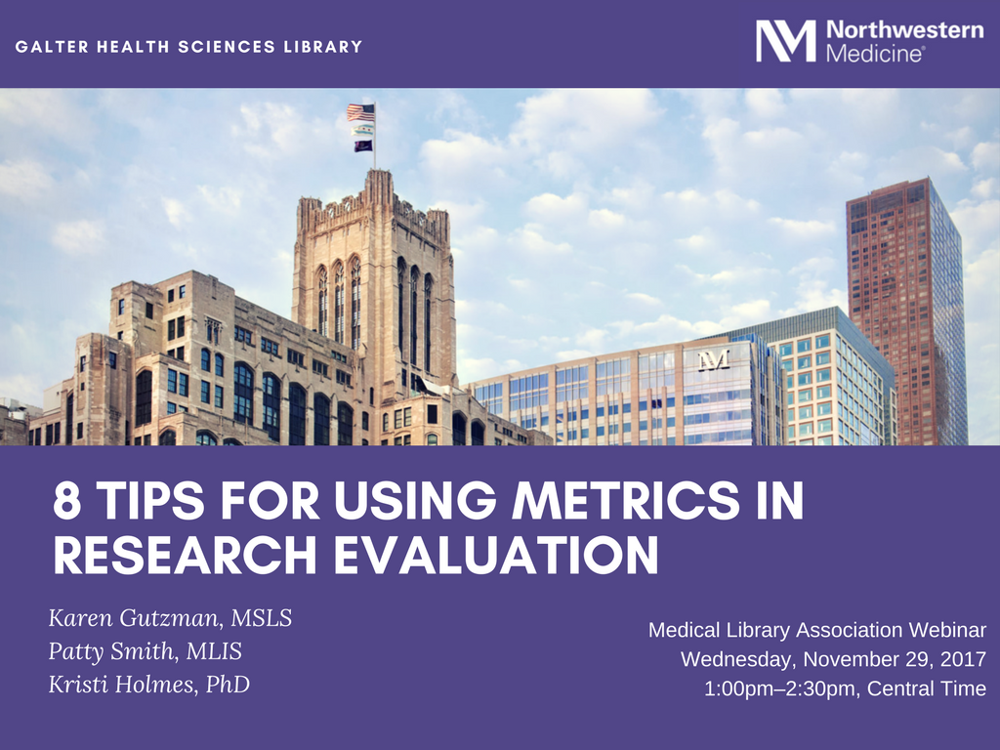 GALTER HEALTH SCIENCES LIBRARY
Northwestern
Medicine®
8 TIPS FOR USING METRICS IN
RESEARCH EVALUATION
Karen Gutzman, MSLS
Patty Smith, MLIS
Kristi Holmes, PhD
Medical Library Association Webinar
Wednesday, November 29, 2017
1:00pm–2:30pm, Central Time